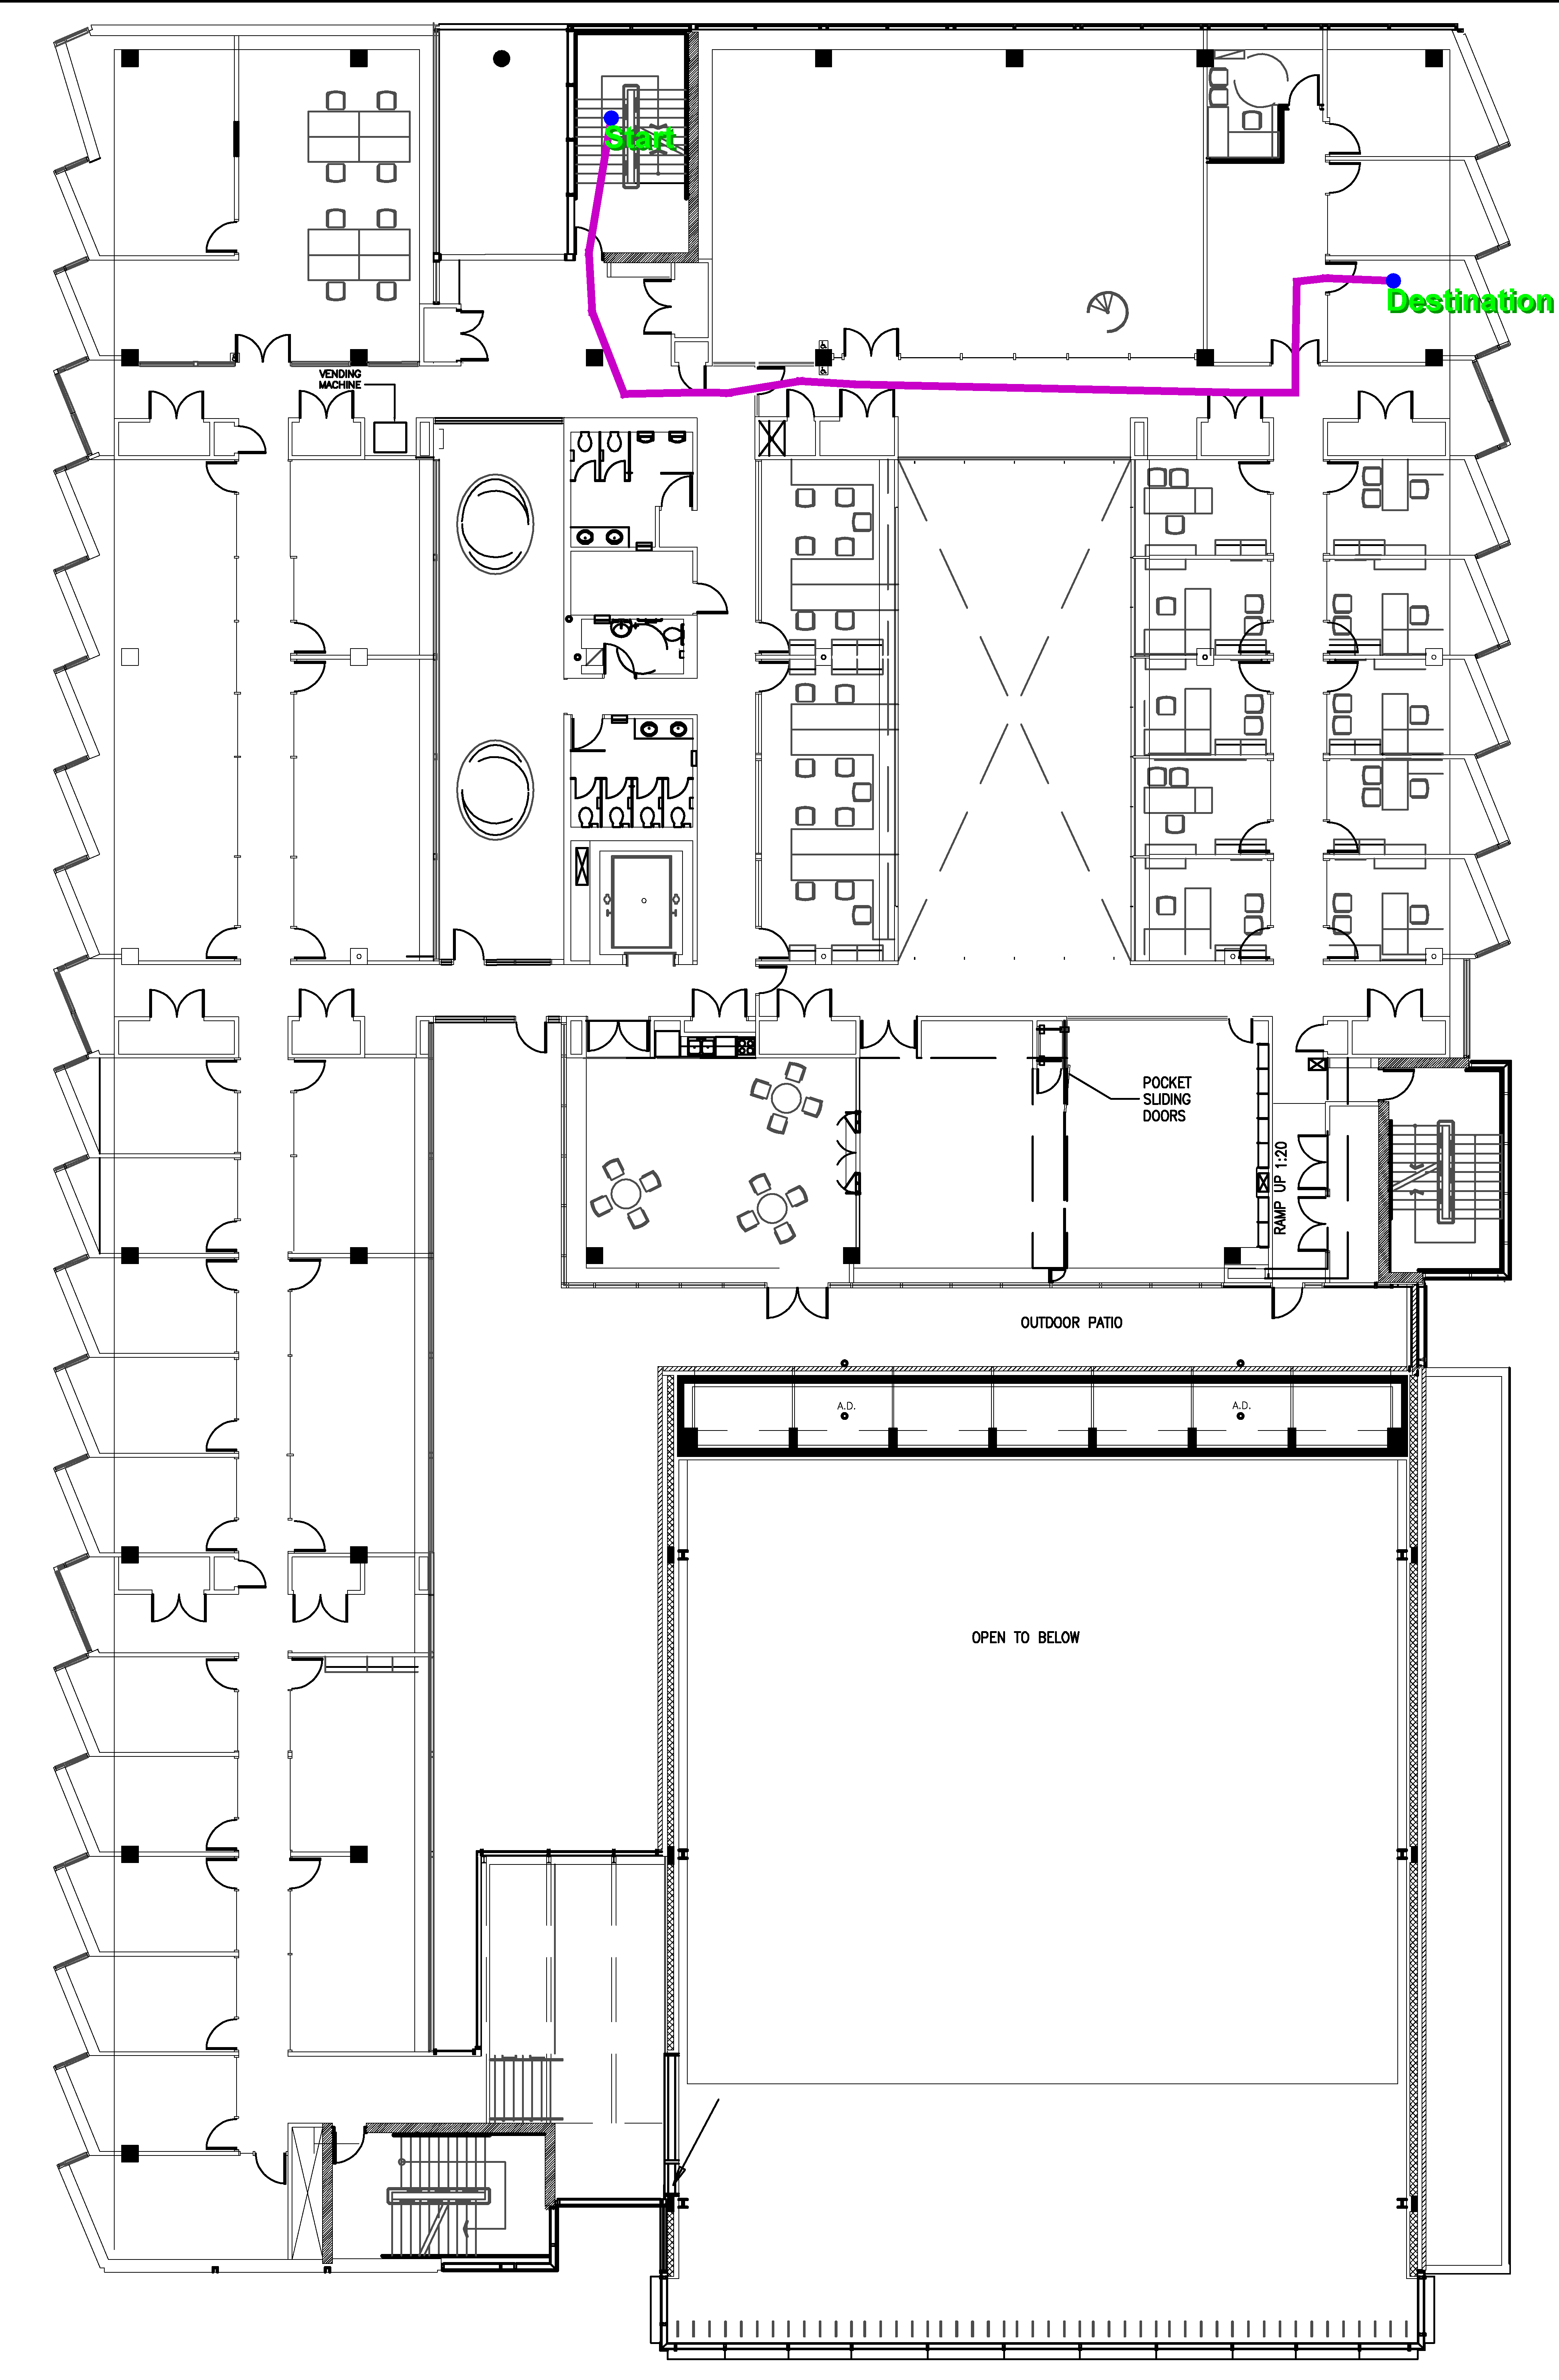 Start
Destination
VENDING
MACHINE
POCKET
SLIDING
DOORS
RAMP UP 1:20
OUTDOOR PATIO
A.D.
A.D.
OPEN TO BELOW